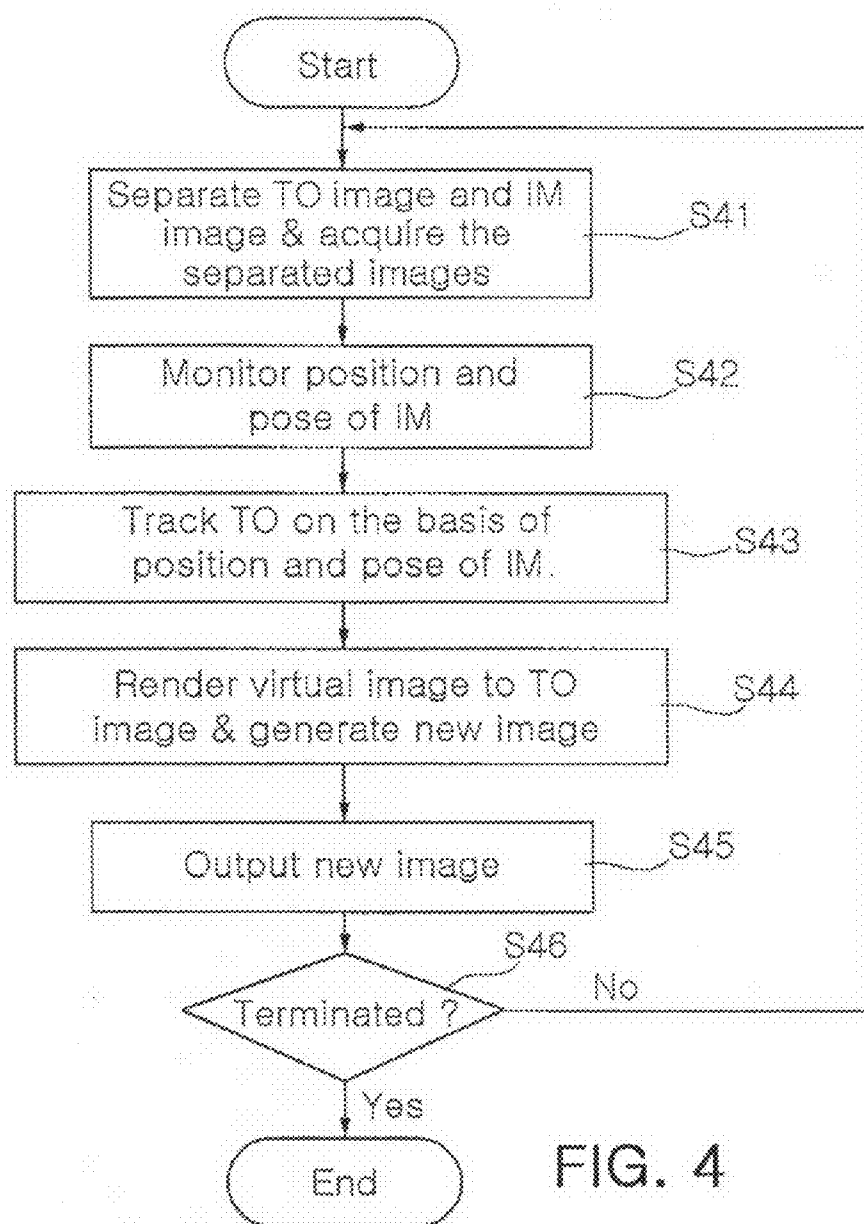 Start
Separate TO image and IM
image & acquire the
separated images
S41
Monitor position and
pose of IM
S42
Track TO on the basis of
position and pose of IM.
S43
Render virtual image to TO
image & generate new image
S44
Output new image
S45
S46
Terminated ?
No
Yes
End
FIG. 4